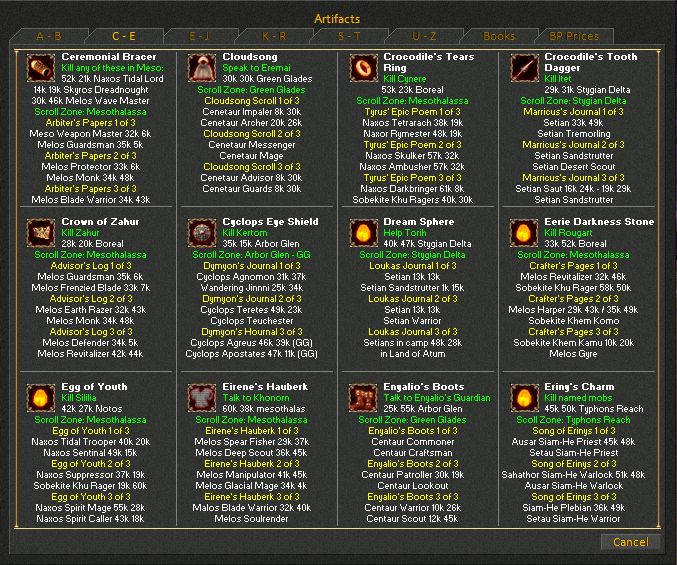 Artifacts
A - B
C - E
E - J
K - R
S - T
U - Z
Books
BP Prices
Ceremonial Bracer
Kill any of these in Meso:
52k 21k Naxos Tidal Lord
14k 19k Skyros Dreadnought
30k 46k Melos Wave Master
Scroll Zone: Mesothalassa
Arbiter's Papers 1 of 3
Meso Weapon Master 32k 6k
Melos Guardsman 35k 5k
Arbiter's Papers 2 of 3
Melos Protector 33k 6k
Melos Monk 34k 48k
Arbiter's Papers 3 of 3
Melos Blade Warrior 34k 43k
Cloudsong
Speak to Eremai
30k 30k Green Glades
Scroll Zone: Green Glades
Cloudsong Scroll 1 of 3
Cenetaur Impaler 8k 30k
Cenetaur Archer 20k 26k
Cloudsong Scroll 2 of 3
Cenetaur Messenger
Cenetaur Mage
Cloudsong Scroll 3 of 3
Cenetaur Advisor 8k 30k
Cenetaur Guards 8k 30k
Crocodile's Tears
Ring
Kill Cynere
53k 23k Boreal
Scroll Zone: Mesothalassa
Tyrus' Epic Poem 1 of 3
Naxos Tetrarach 38k 19k
Naxor Rymester 48k 19k
Tyrus' Epic Poem 2 of 3
Naxos Skulker 57k 32k
Naxos Ambusher 57k 32k
Tyrus' Epic Poem 3 of 3
Naxos Darkbringer 61k 8k
Sobekite Khu Ragers 40k 30k
Crocodile's Tooth
Dagger
Kill Itet
29k 31k Stygian Delta
Scroll Zone: Stygian Delta
Marricus's Journal 1 of 3
Setian 33k 49k
Setian Tremorling
Marricus's Journal 2 of 3
Setian Sandstrutter
Setian Desert Scout
Marricus's Journal 3 of 3
Setian Saut 16k 24k - 19k 29k
Setian Sandstrutter
Crown of Zahur
Kill Zahur
28k 20k Boreal
Scroll Zone: Mesothalassa
Advisor's Log 1 of 3
Melos Guardsman 35k 6k
Melos Frenzied Blade 33k 7k
Advisor's Log 2 of 3
Melos Earth Razer 32k 43k
Melos Monk 34k 48k
Advisor's Log 3 of 3
Melos Defender 34k 5k
Melos Revitalizer 42k 44k
Cyclops Eye Shield
Kill Kertom
35k 15k Arbor Glen
Scroll Zone: Arbor Glen - GG
Dymyon's Journal 1 of 3
Cyclops Agnomon 31k 37k
Wandering Jinni 25k 34k
Dymyon's Journal 2 of 3
Cyclops Teretes 49k 23k
Cyclops Teuchester
Dymyon's Hournal 3 of 3
Cyclops Agreus 46k 39k (GG)
Cyclops Apostates 47k 11k (GG)
Dream Sphere
Help Torih
40k 47k Stygian Delta
Scroll Zone: Stygian Delta
Loukas Journal 1 of 3
Setian 13k 13k
Setian Sandstrutter 1k 15k
Loukas Journal 2 of 3
Setian 13k 13k
Setian Warrior
Loukas Journal 3 of 3
Setians in camp 48k 28k
in Land of Atum
Eerie Darkness Stone
Kill Rougart
33k 52k Boreal
Scroll Zone: Mesothalassa
Crafter's Pages 1 of 3
Melos Revitalizer 32k 46k
Sobekite Khu Rager 58k 50k
Crafter's Pages 2 of 3
Melos Harper 29k 43k / 35k 49k
Sobekite Khem Komo
Crafter's Pages 3 of 3
Sobekite Khem Kamu 10k 20k
Melos Gyre
Egg of Youth
Kill Sililia
42k 27k Notos
Scroll Zone: Mesothalassa
Egg of Youth 1 of 3
Naxos Tidal Trooper 40k 20k
Naxos Sentinal 49k 15k
Egg of Youth 2 of 3
Naxos Suppressor 37k 19k
Sobekite Khu Rager 19k 60k
Egg of Youth 3 of 3
Naxos Spirit Mage 55k 28k
Naxos Spirit Caller 43k 18k
Eirene's Hauberk
Talk to Khonorn
60k 38k mesothalas
Scroll Zone: Mesothalassa
Eirene's Hauberk 1 of 3
Melos Spear Fisher 29k 37k
Melos Deep Scout 36k 45k
Eirene's Hauberk 2 of 3
Melos Manipulator 41k 45k
Melos Glacial Mage 34k 4k
Eirene's Hauberk 3 of 3
Malos Blade Warrior 32k 40k
Melos Soulrender
Enyalio's Boots
Talk to Enyalio's Guardian
25k 55k Arbor Glen
Scroll Zone: Green Glades
Enyalio's Boots 1 of 3
Centaur Commoner
Centaur Craftsman
Enyalio's Boots 2 of 3
Centaur Patroller 30k 19k
Centaur Lookout
Enyalio's Boots 3 of 3
Centaur Warrior 10k 26k
Centaur Scout 12k 45k
Eriny's Charm
Kill named mobs
45k 50k Typhons Reach
Scroll Zone: Typhons Reach
Song of Erinys 1 of 3
Ausar Siam-He Priest 45k 48k
Setau Siam-He Priest
Song of Erinys 2 of 3
Sahathor Siam-He Warlock 51k 48k
Ausar Siam-He Warlock
Song of Erinys 3 of 3
Siam-He Plebian 36k 49k
Setau Siam-He Warrior
Cancel